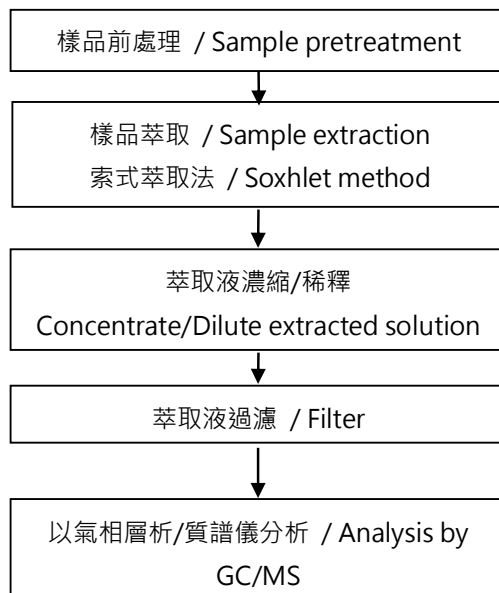 樣品前處理 / Sample pretreatment
樣品萃取 / Sample extraction
索式萃取法 / Soxhlet method
萃取液濃縮/稀釋
Concentrate/Dilute extracted solution
萃取液過濾 / Filter
以氣相層析/質譜儀分析 / Analysis by
GC/MS